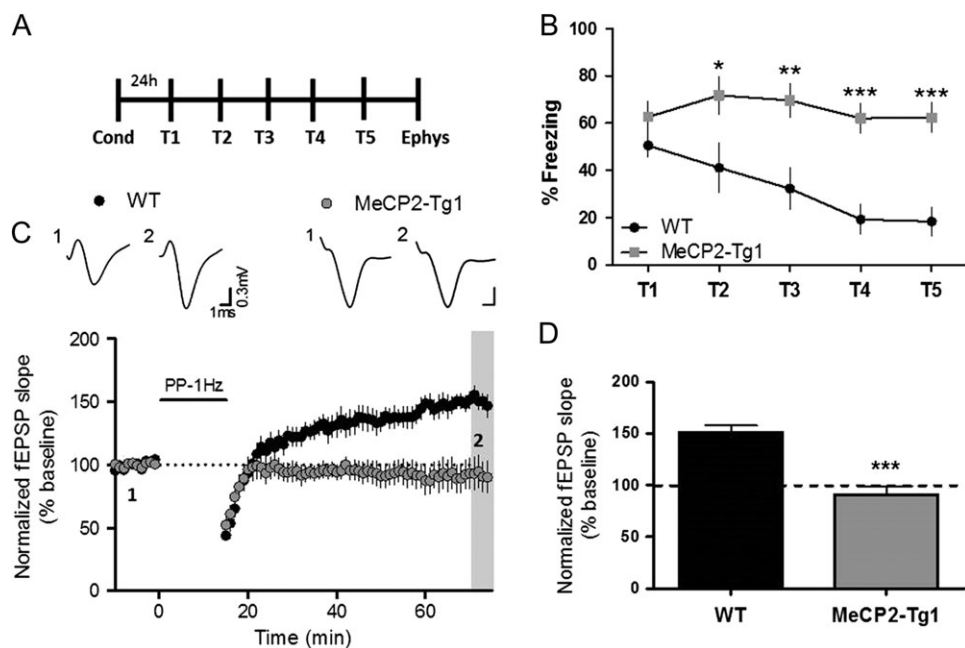 A
24h
Cond T1 T2 T3 T4 T5 Ephys
B
% Freezing
100
80
60
40
20
0
* ** *** ***
WT
MeCP2-Tg1
T1 T2 T3 T4 T5
WT MeCP2-Tg1
C
1 2 1 2
1ms
0.3mV
Normalized fEPSP slope
(% baseline)
200
150
100
50
0
PP-1Hz
1
2
0 20 40 60
Time (min)
D
Normalized fEPSP slope
(% baseline)
200
150
100
50
0
***
WT MeCP2-Tg1